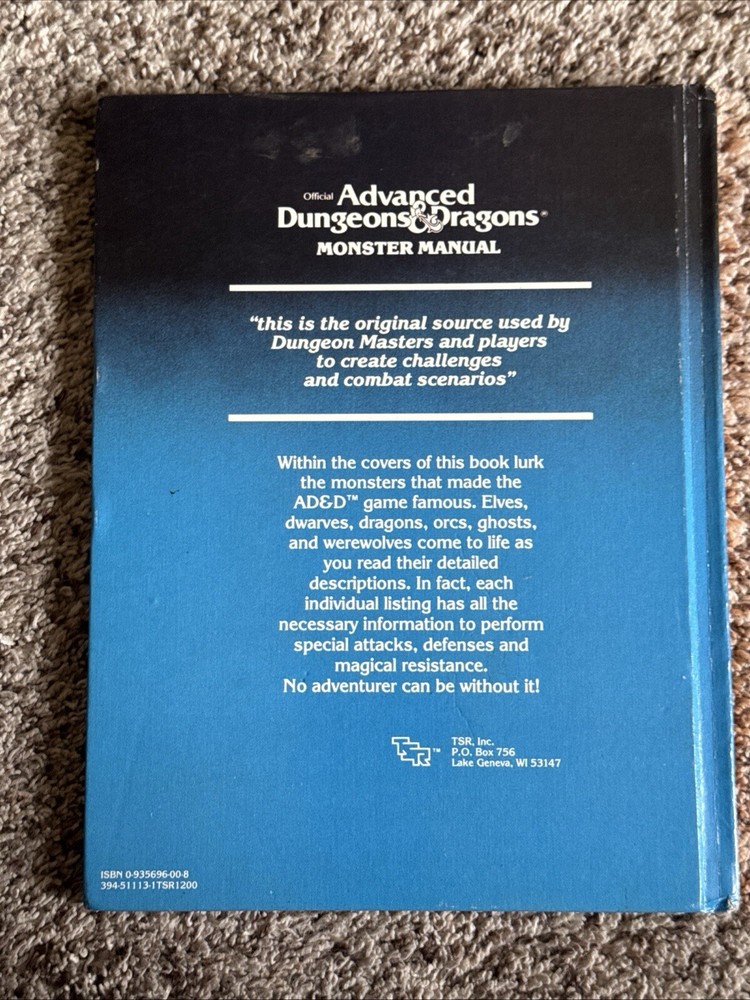 Official Advanced
Dungeons & Dragons®
MONSTER MANUAL
“this is the original source used by
Dungeon Masters and players
to create challenges
and combat scenarios”
Within the covers of this book lurk
the monsters that made the
AD&D™ game famous. Elves,
dwarves, dragons, orcs, ghosts,
and werewolves come to life as
you read their detailed
descriptions. In fact, each
individual listing has all the
necessary information to perform
special attacks, defenses and
magical resistance.
No adventurer can be without it!
TSR™
TSR, Inc.
P.O. Box 756
Lake Geneva, WI 53147
ISBN 0-935696-00-8
394-51113-1TSR1200